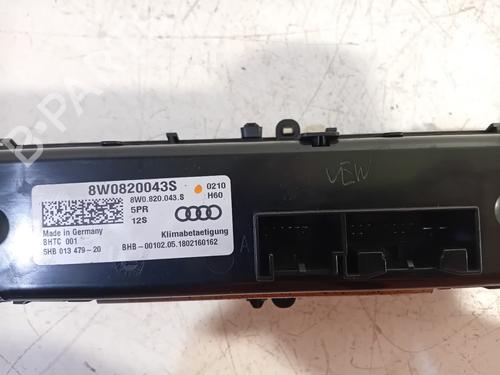 8W0820043S
8W0.820.043.S
0210
H60
5PR
12S
Made in Germany
BHTC 001
5HB 013 479-20
Klimabetaetigung
BHB-00102.05.1802160162
VEW
A